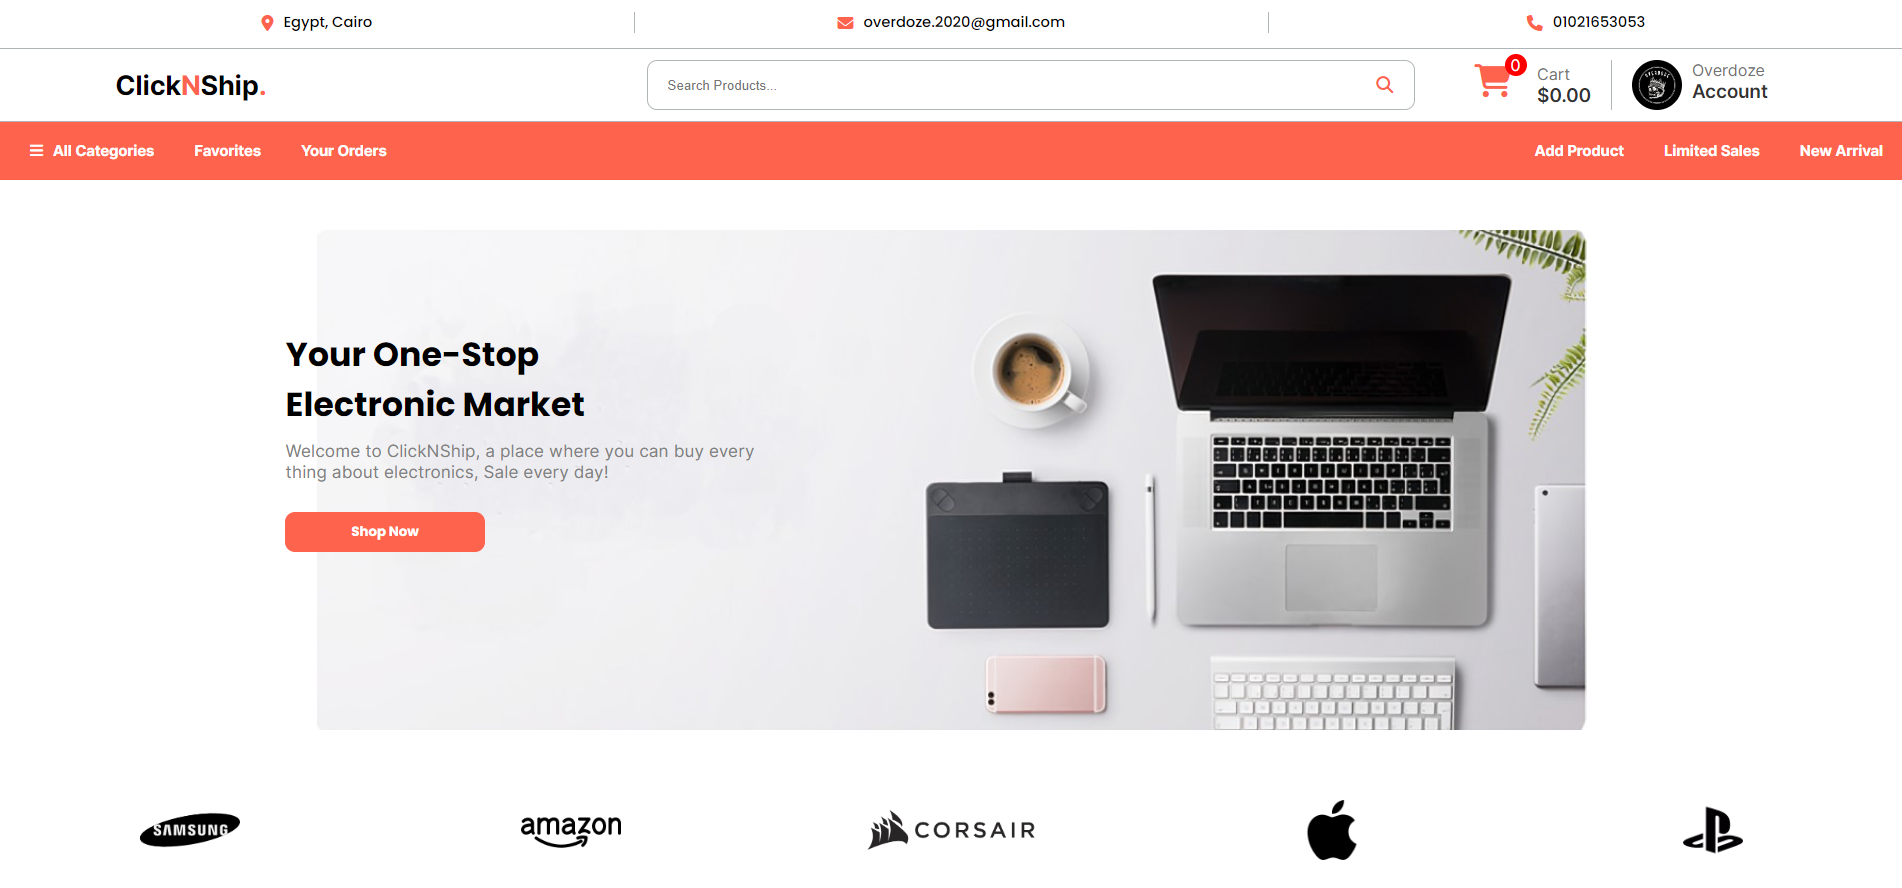 Egypt, Cairo
overdoze.2020@gmail.com
01021653053
ClickNShip.
Search Products...
0
Cart
$0.00
Overdoze
Account
All Categories
Favorites
Your Orders
Add Product
Limited Sales
New Arrival
Your One-Stop
Electronic Market
Welcome to ClickNShip, a place where you can buy every
thing about electronics, Sale every day!
Shop Now
SAMSUNG
amazon
CORSAIR